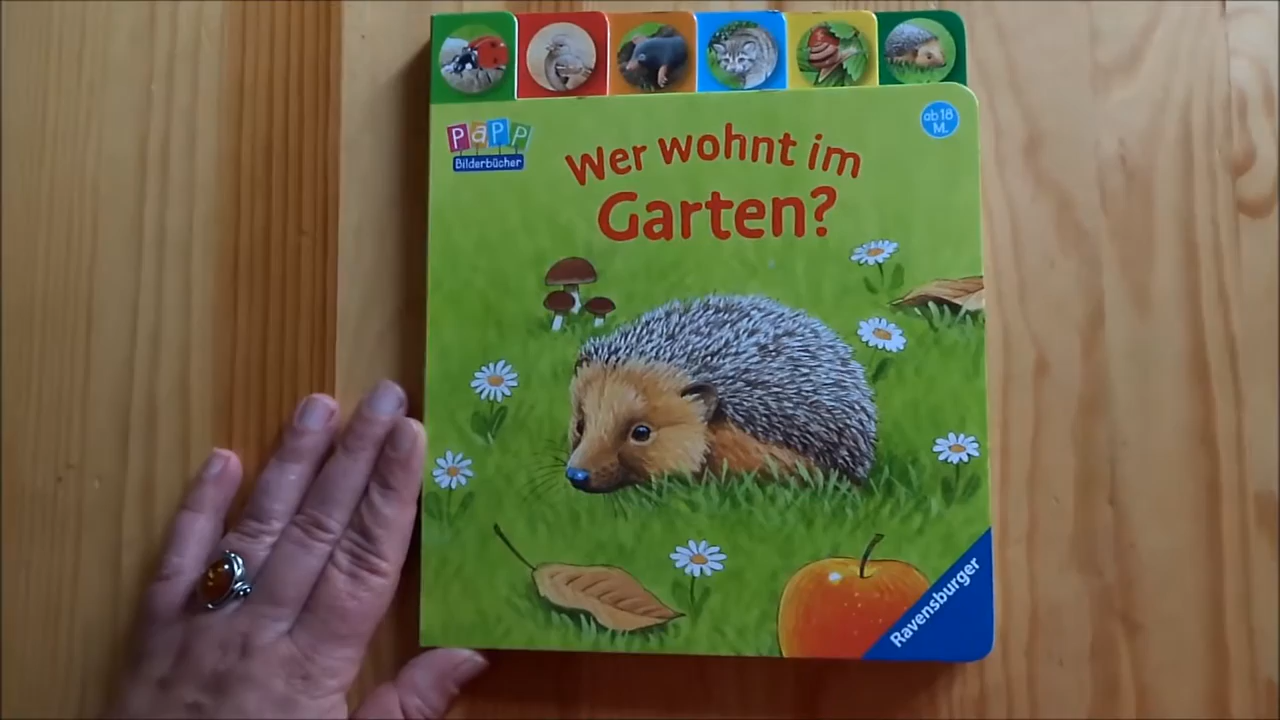 PaPP
Bilderbücher
ab 18
M.
Wer wohnt im
Garten?
Ravensburger